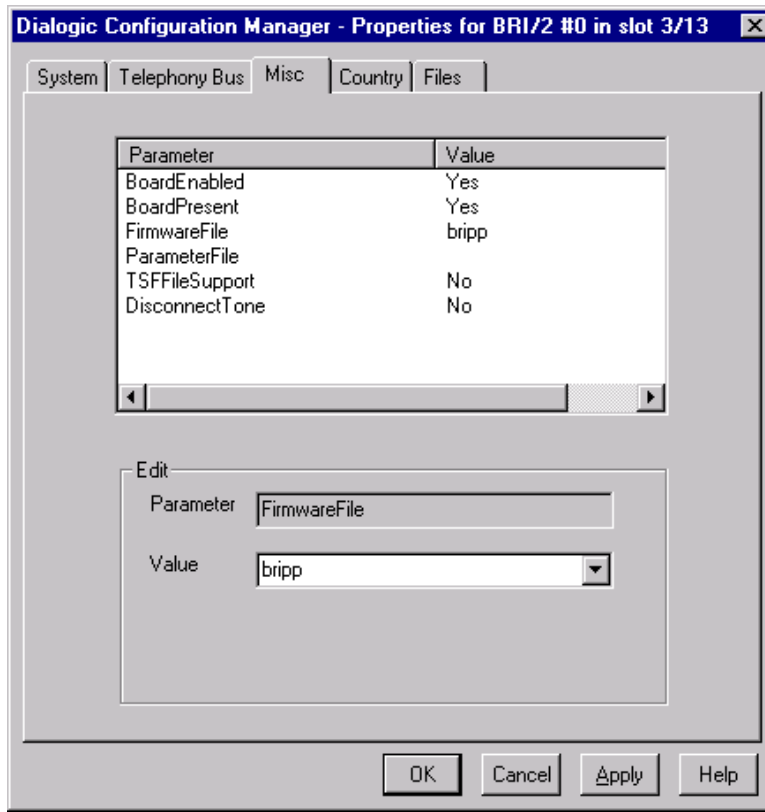 Dialogic Configuration Manager - Properties for BRI/2 #0 in slot 3/13
System Telephony Bus Misc Country Files
Parameter Value
BoardEnabled Yes
BoardPresent Yes
FirmwareFile bripp
ParameterFile
TSFFileSupport No
DisconnectTone No
Edit
Parameter FirmwareFile
Value bripp
OK Cancel Apply Help